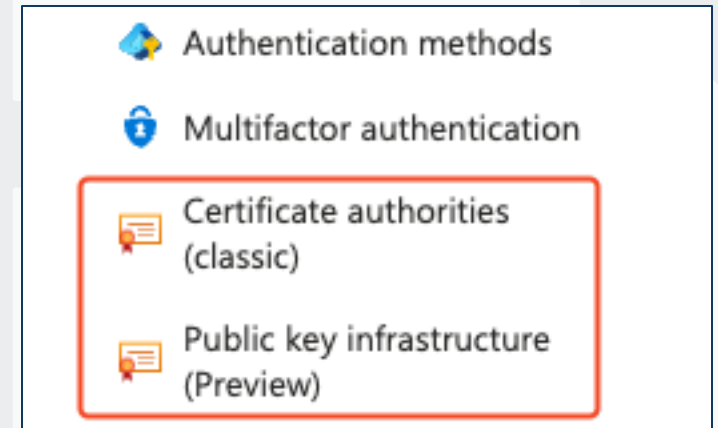 Authentication methods
Multifactor authentication
Certificate authorities
(classic)
Public key infrastructure
(Preview)